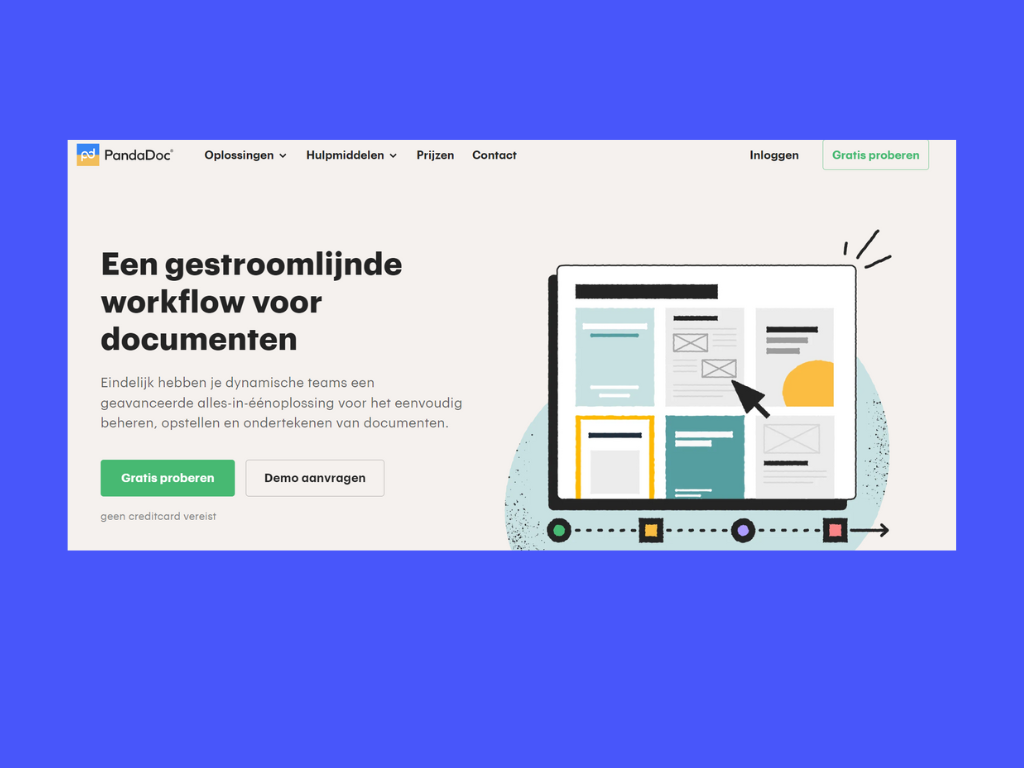 pd PandaDoc®
Oplossingen
Hulpmiddelen
Prijzen
Contact
Inloggen
Gratis proberen
Een gestroomlijnde
workflow voor
documenten
Eindelijk hebben je dynamische teams een
geavanceerde alles-in-éénoplossing voor het eenvoudig
beheren, opstellen en ondertekenen van documenten.
Gratis proberen
Demo aanvragen
geen creditcard vereist